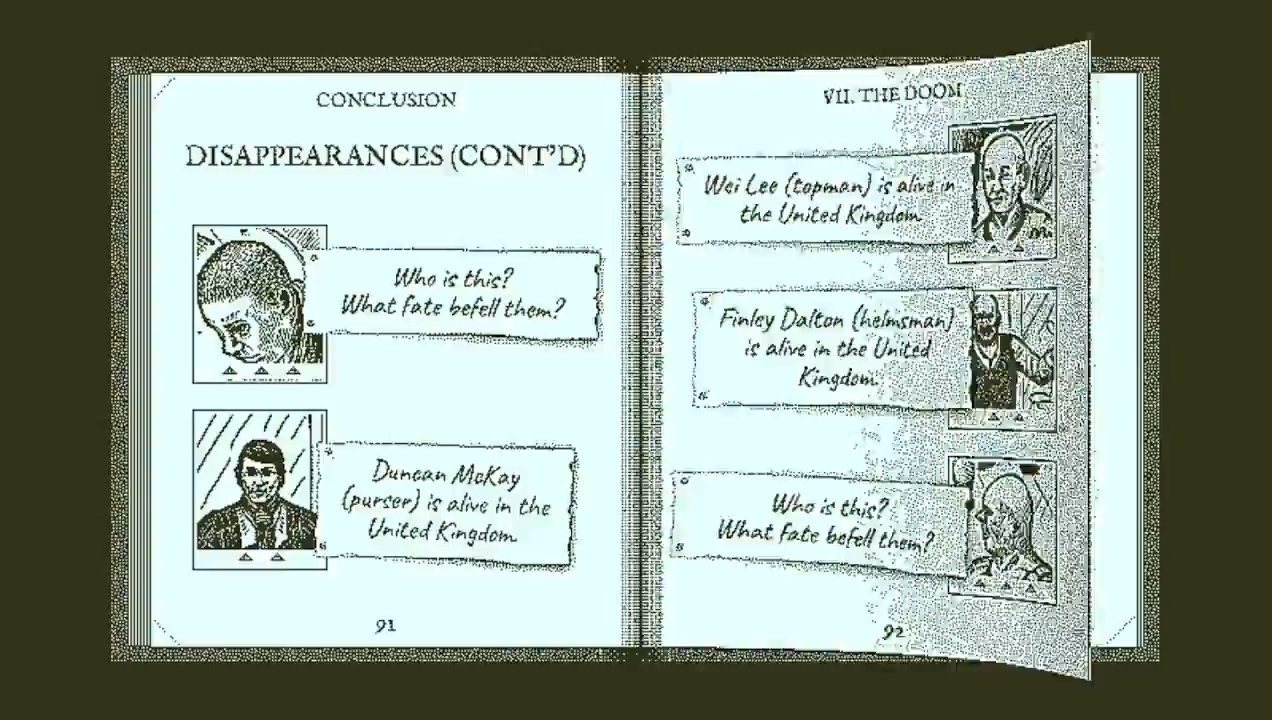 CONCLUSION
DISAPPEARANCES (CONT'D)
Who is this?
What fate befell them?
Duncan McKay
(purser) is alive in the
United Kingdom
91
VII. THE DOOM
Wei Lee (topman) is alive in
the United Kingdom
Finley Dalton (helmsman)
is alive in the United
Kingdom.
Who is this?
What fate befell them?
92